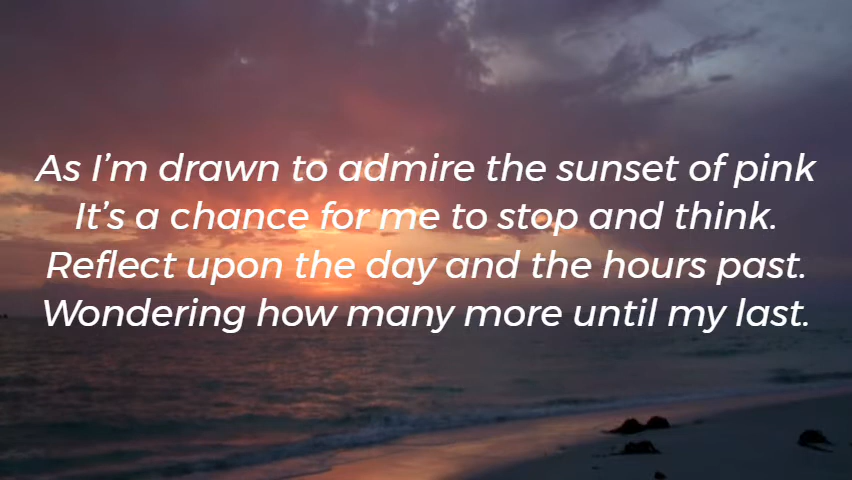 As I’m drawn to admire the sunset of pink
It’s a chance for me to stop and think.
Reflect upon the day and the hours past.
Wondering how many more until my last.